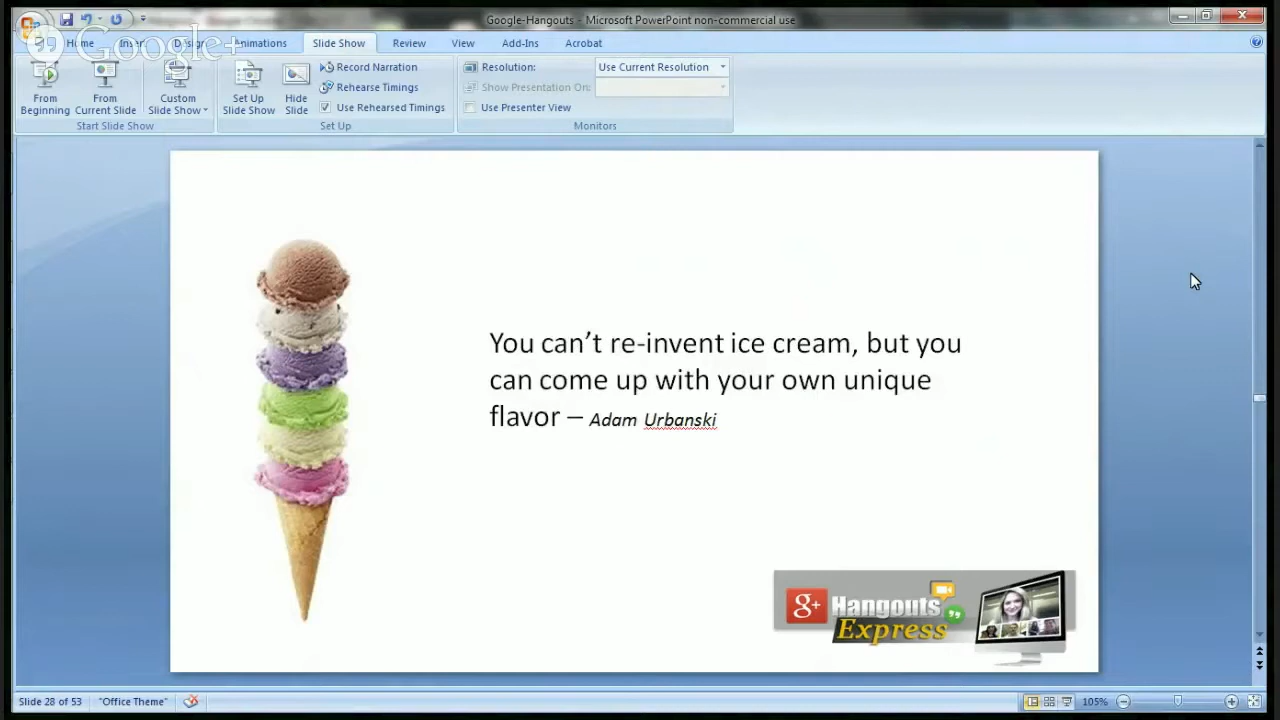 Google-Hangouts - Microsoft PowerPoint non-commercial use
Google+
Home Insert Design Animations Slide Show Review View Add-Ins Acrobat
From Beginning
From Current Slide
Custom Slide Show
Start Slide Show
Set Up Slide Show
Hide Slide
Record Narration
Rehearse Timings
Use Rehearsed Timings
Set Up
Resolution: Use Current Resolution
Show Presentation On:
Use Presenter View
Monitors
You can't re-invent ice cream, but you
can come up with your own unique
flavor – Adam Urbanski
g+ Hangouts
Express
Slide 28 of 53 "Office Theme" 105%